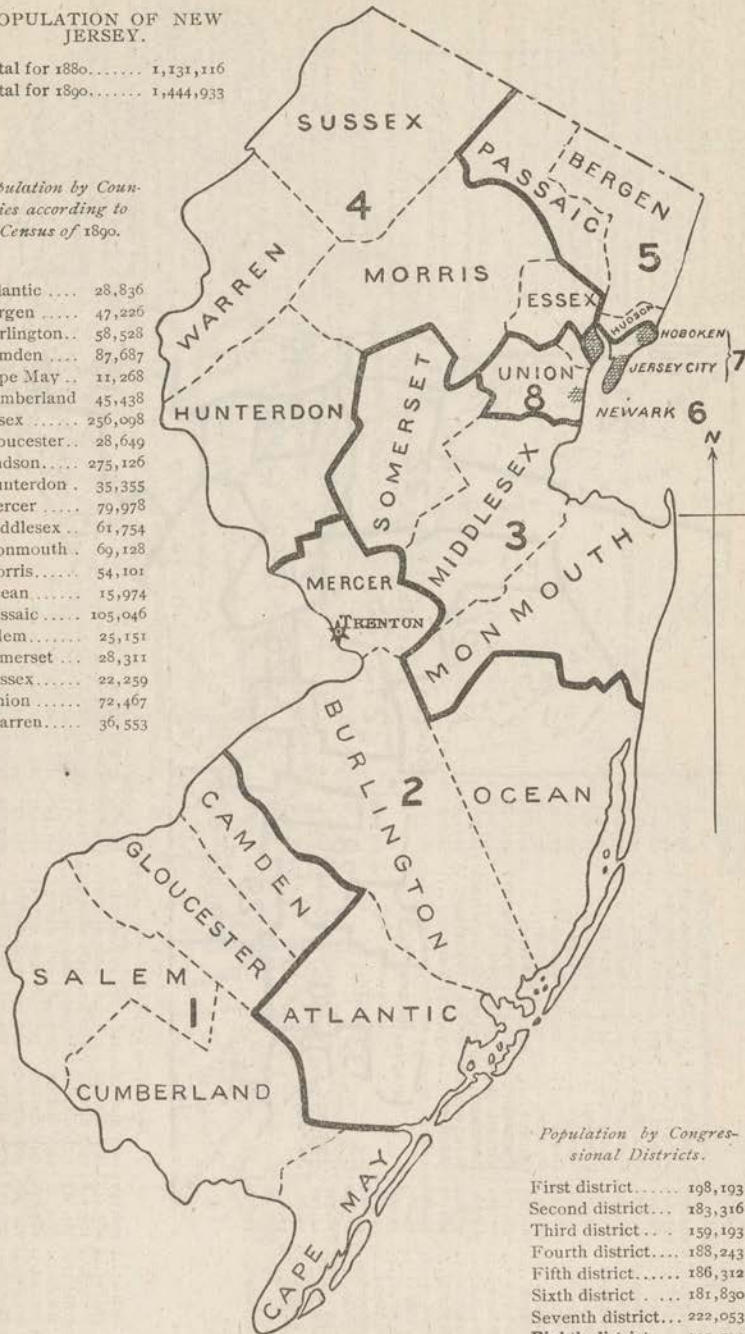 OPULATION OF NEW
JERSEY.
tal for 1880....... 1,131,116
tal for 1890....... 1,444,933
pulation by Coun-
ies according to
Census of 1890.
lantic .... 28,836
rgen ..... 47,226
rlington.. 58,528
mden .... 87,687
pe May .. 11,268
mberland 45,438
sex ...... 256,098
oucester.. 28,649
dson..... 275,126
unterdon . 35,355
ercer ..... 79,978
iddlesex .. 61,754
onmouth . 69,128
orris..... 54,101
ean ...... 15,974
ssaic ..... 105,046
lem....... 25,151
merset ... 28,311
ssex...... 22,259
nion ...... 72,467
arren..... 36,553
SUSSEX
PASSAIC
BERGEN
4
5
WARREN
MORRIS
ESSEX
HUDSON
HOBOKEN
JERSEY CITY
7
UNION
8
NEWARK 6
N
HUNTERDON
SOMERSET
MIDDLESEX
3
MERCER
TRENTON
MONMOUTH
BURLINGTON
2
OCEAN
CAMDEN
GLOUCESTER
SALEM
1
ATLANTIC
CUMBERLAND
CAPE MAY
Population by Congres-
sional Districts.
First district...... 198,193
Second district... 183,316
Third district . . . 159,193
Fourth district.... 188,243
Fifth district...... 186,312
Sixth district . ... 181,830
Seventh district... 222,053